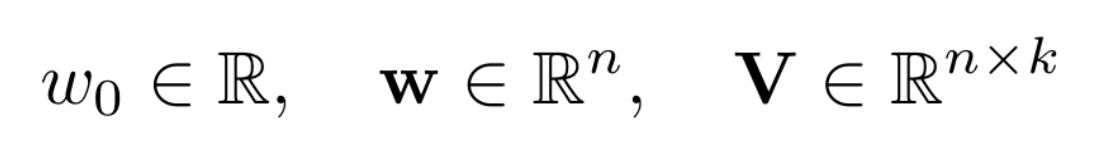 w₀ ∈ ℝ, 𝐰 ∈ ℝⁿ, 𝐕 ∈ ℝⁿˣᵏ